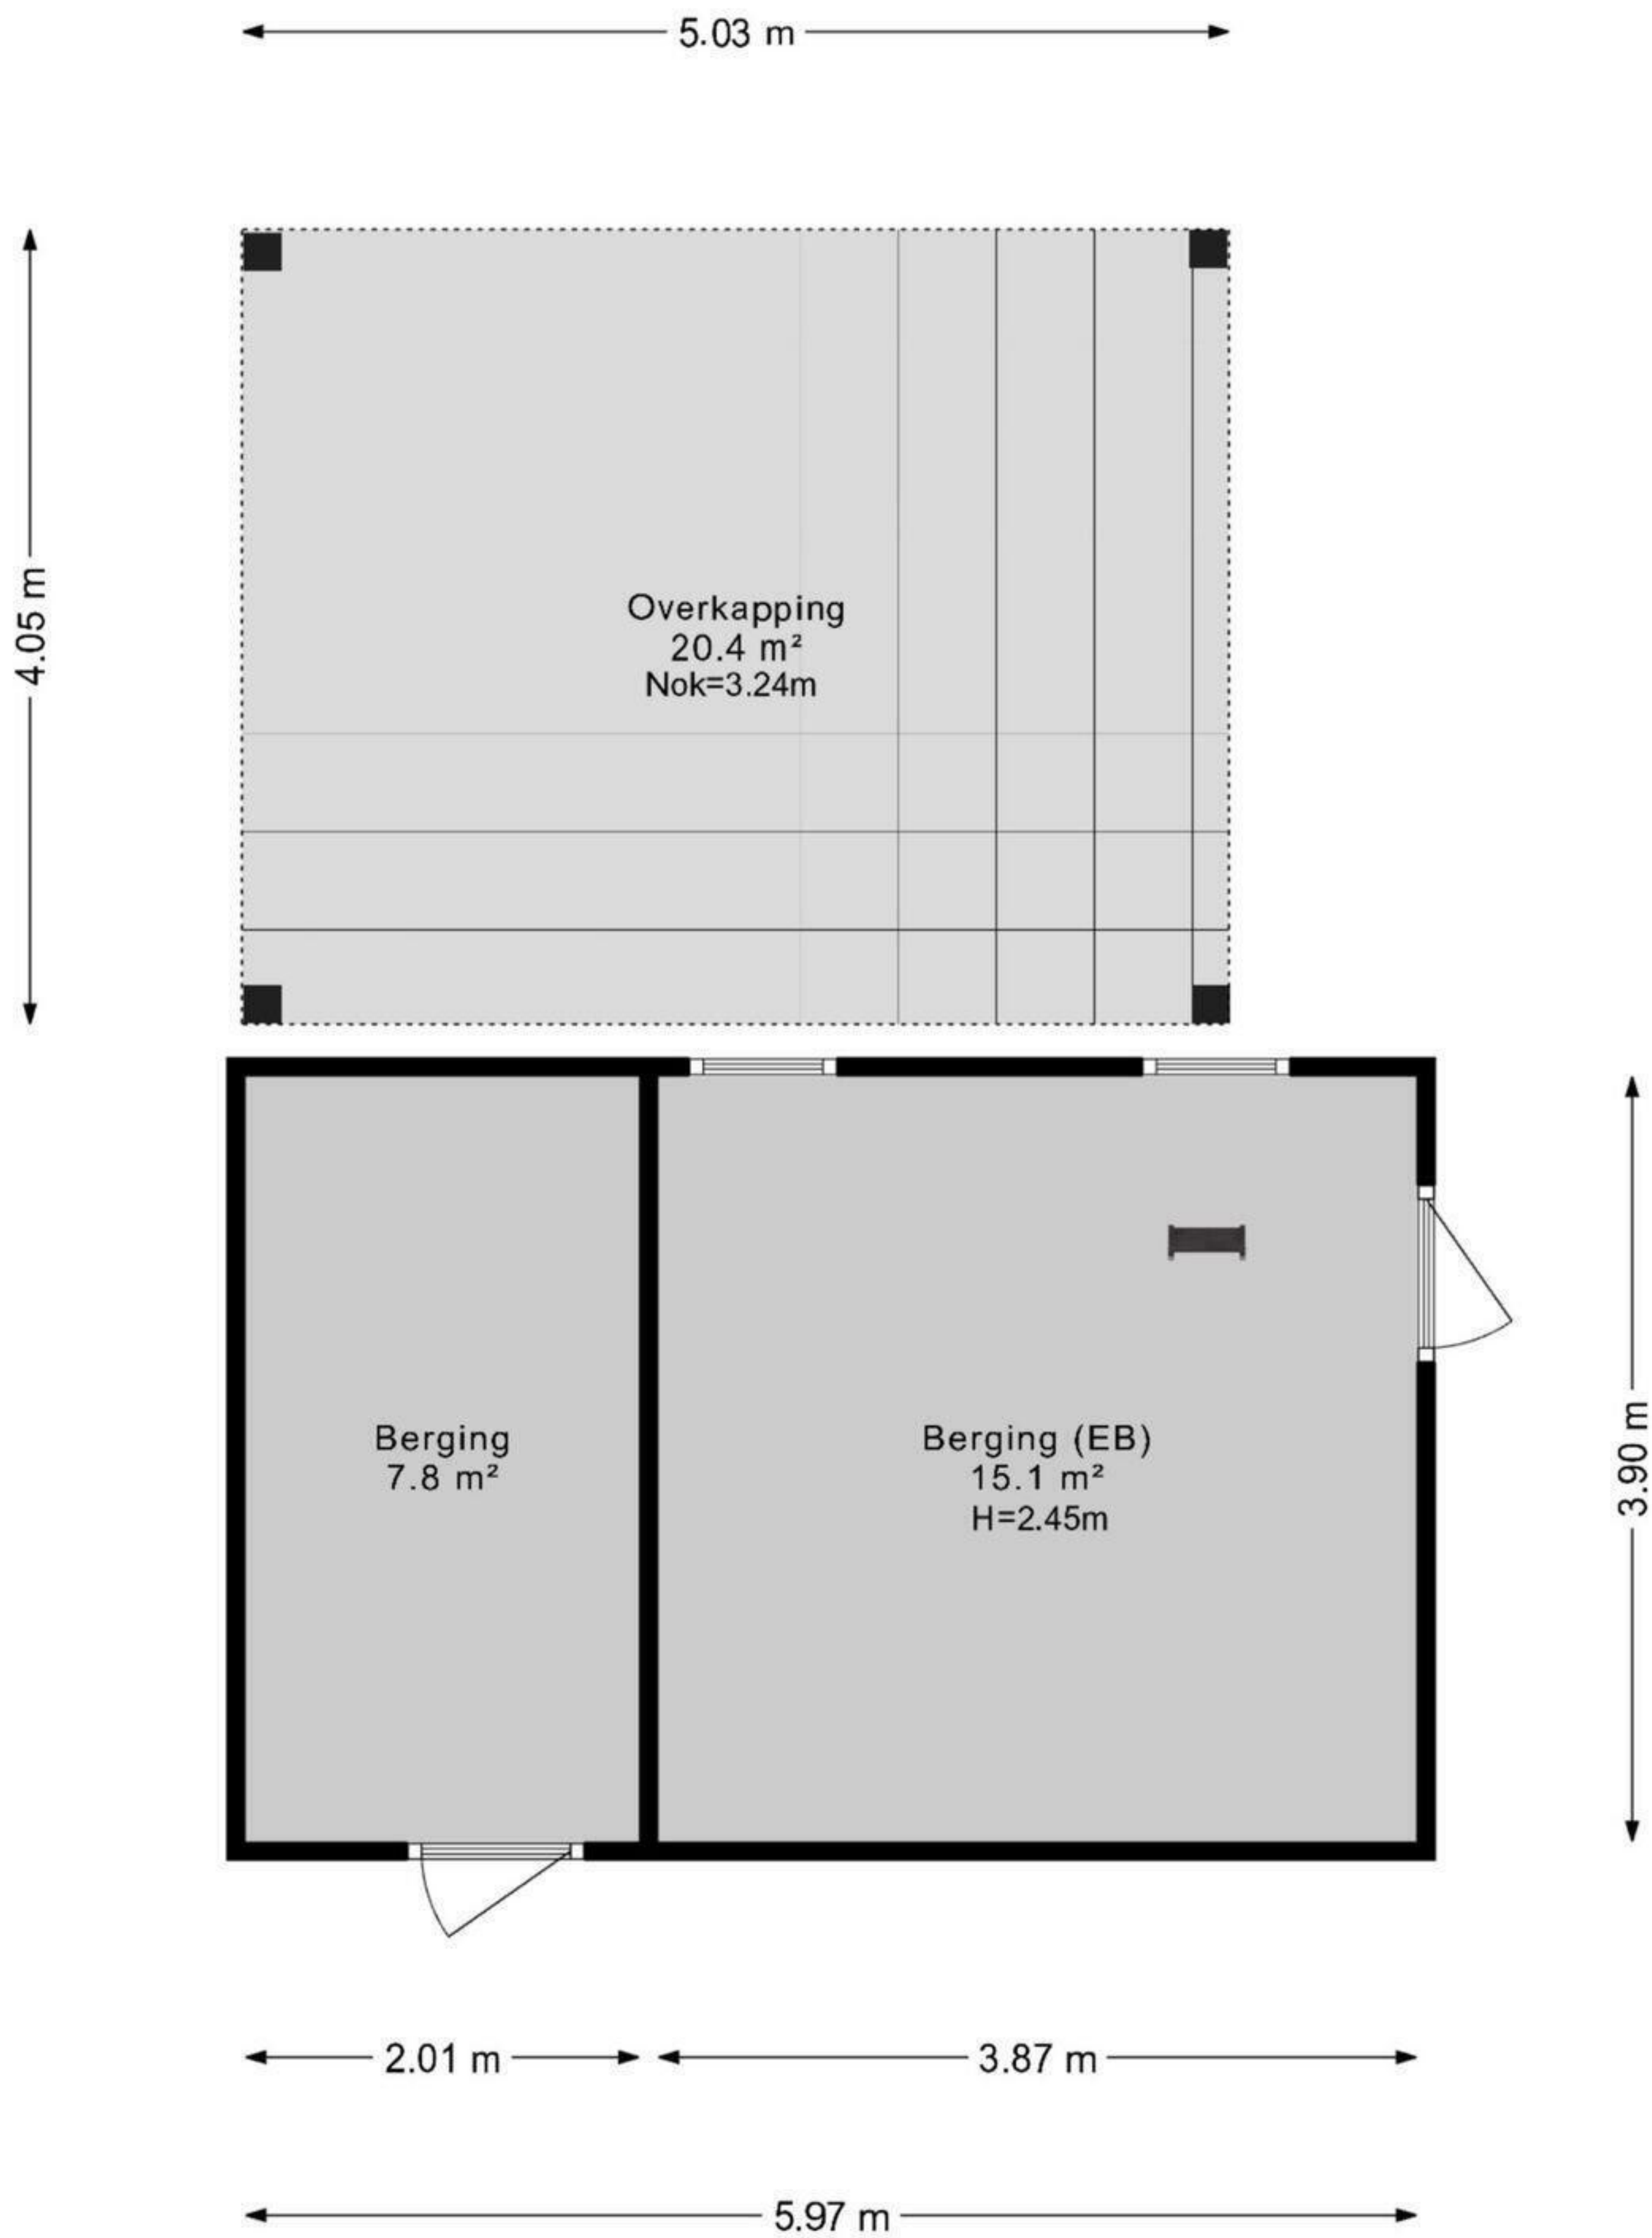 5.03 m
4.05 m
Overkapping
20.4 m²
Nok=3.24m
Berging
7.8 m²
Berging (EB)
15.1 m²
H=2.45m
3.90 m
2.01 m
3.87 m
5.97 m